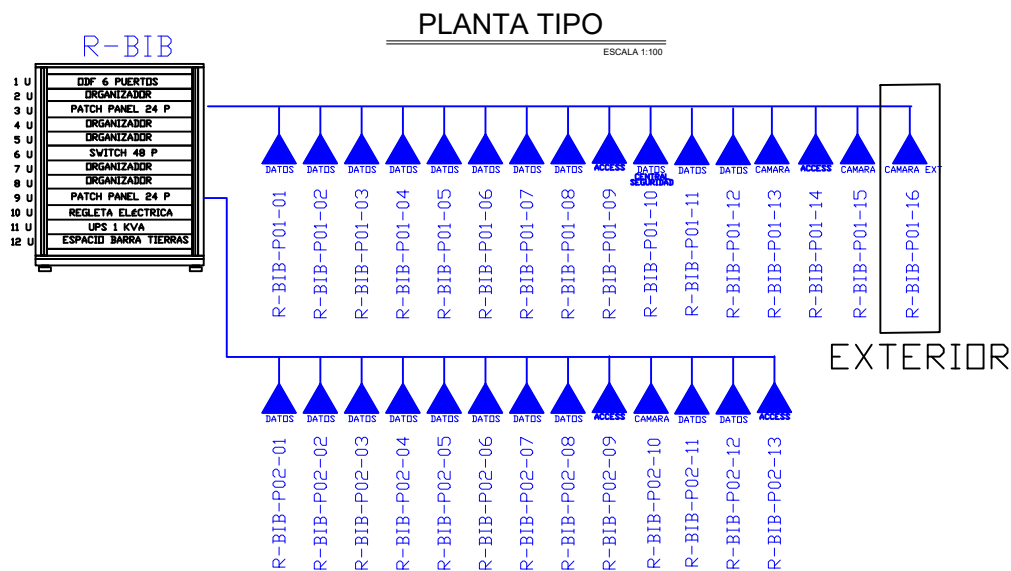 PLANTA TIPO
ESCALA 1:100
R-BIB
1 U ODF 6 PUERTOS
2 U ORGANIZADOR
3 U PATCH PANEL 24 P
4 U ORGANIZADOR
5 U ORGANIZADOR
6 U SWITCH 48 P
7 U ORGANIZADOR
8 U ORGANIZADOR
9 U PATCH PANEL 24 P
10 U REGLETA ELéCTRICA
11 U UPS 1 KVA
12 U ESPACIO BARRA TIERRAS
DATOS
R-BIB-P01-01
DATOS
R-BIB-P01-02
DATOS
R-BIB-P01-03
DATOS
R-BIB-P01-04
DATOS
R-BIB-P01-05
DATOS
R-BIB-P01-06
DATOS
R-BIB-P01-07
DATOS
R-BIB-P01-08
ACCESS
R-BIB-P01-09
DATOS
CENTRAL
SEGURIDAD
R-BIB-P01-10
DATOS
R-BIB-P01-11
DATOS
R-BIB-P01-12
CAMARA
R-BIB-P01-13
ACCESS
R-BIB-P01-14
CAMARA
R-BIB-P01-15
CAMARA EXT
R-BIB-P01-16
EXTERIOR
DATOS
R-BIB-P02-01
DATOS
R-BIB-P02-02
DATOS
R-BIB-P02-03
DATOS
R-BIB-P02-04
DATOS
R-BIB-P02-05
DATOS
R-BIB-P02-06
DATOS
R-BIB-P02-07
DATOS
R-BIB-P02-08
ACCESS
R-BIB-P02-09
CAMARA
R-BIB-P02-10
DATOS
R-BIB-P02-11
DATOS
R-BIB-P02-12
ACCESS
R-BIB-P02-13